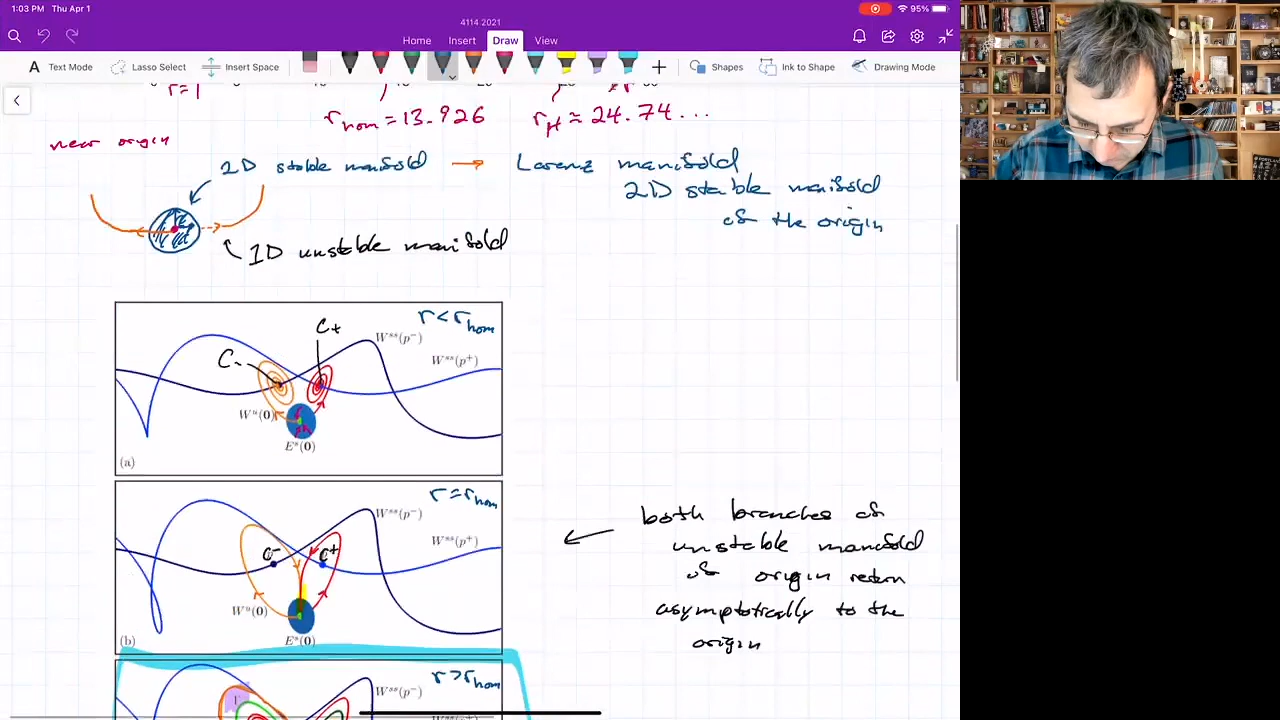 1:03 PM Thu Apr 1
95%
4114 2021
Home Insert Draw View
Text Mode Lasso Select Insert Space Shapes Ink to Shape Drawing Mode
r=1
r_hom = 13.926 r_pf ≈ 24.74...
near origin
2D stable manifold → Lorenz manifold
2D stable manifold
of the origin
1D unstable manifold
r<r_hom
C+
C-
W^ss(p^-)
W^ss(p^+)
W^u(0)
E^s(0)
(a)
r=r_hom
W^ss(p^-)
W^ss(p^+)
C^- C^+
W^u(0)
E^s(0)
(b)
← both branches of
unstable manifold
of origin return
asymptotically to the
origin
r>r_hom
W^ss(p^-)